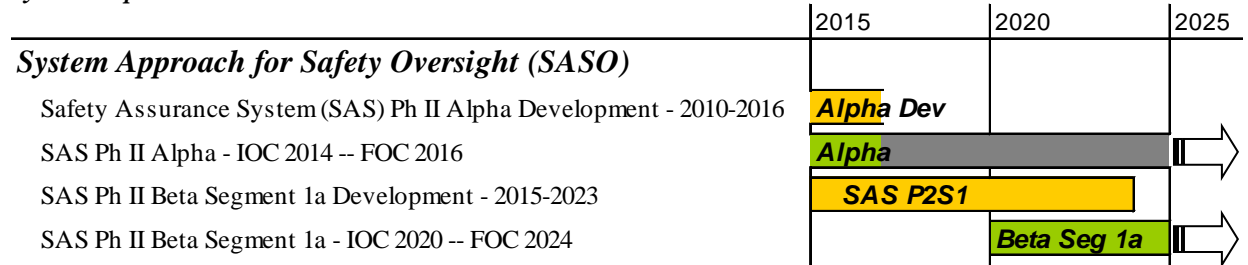 2015 2020 2025
System Approach for Safety Oversight (SASO)
Safety Assurance System (SAS) Ph II Alpha Development - 2010-2016 Alpha Dev
SAS Ph II Alpha - IOC 2014 -- FOC 2016 Alpha
SAS Ph II Beta Segment 1a Development - 2015-2023 SAS P2S1
SAS Ph II Beta Segment 1a - IOC 2020 -- FOC 2024 Beta Seg 1a